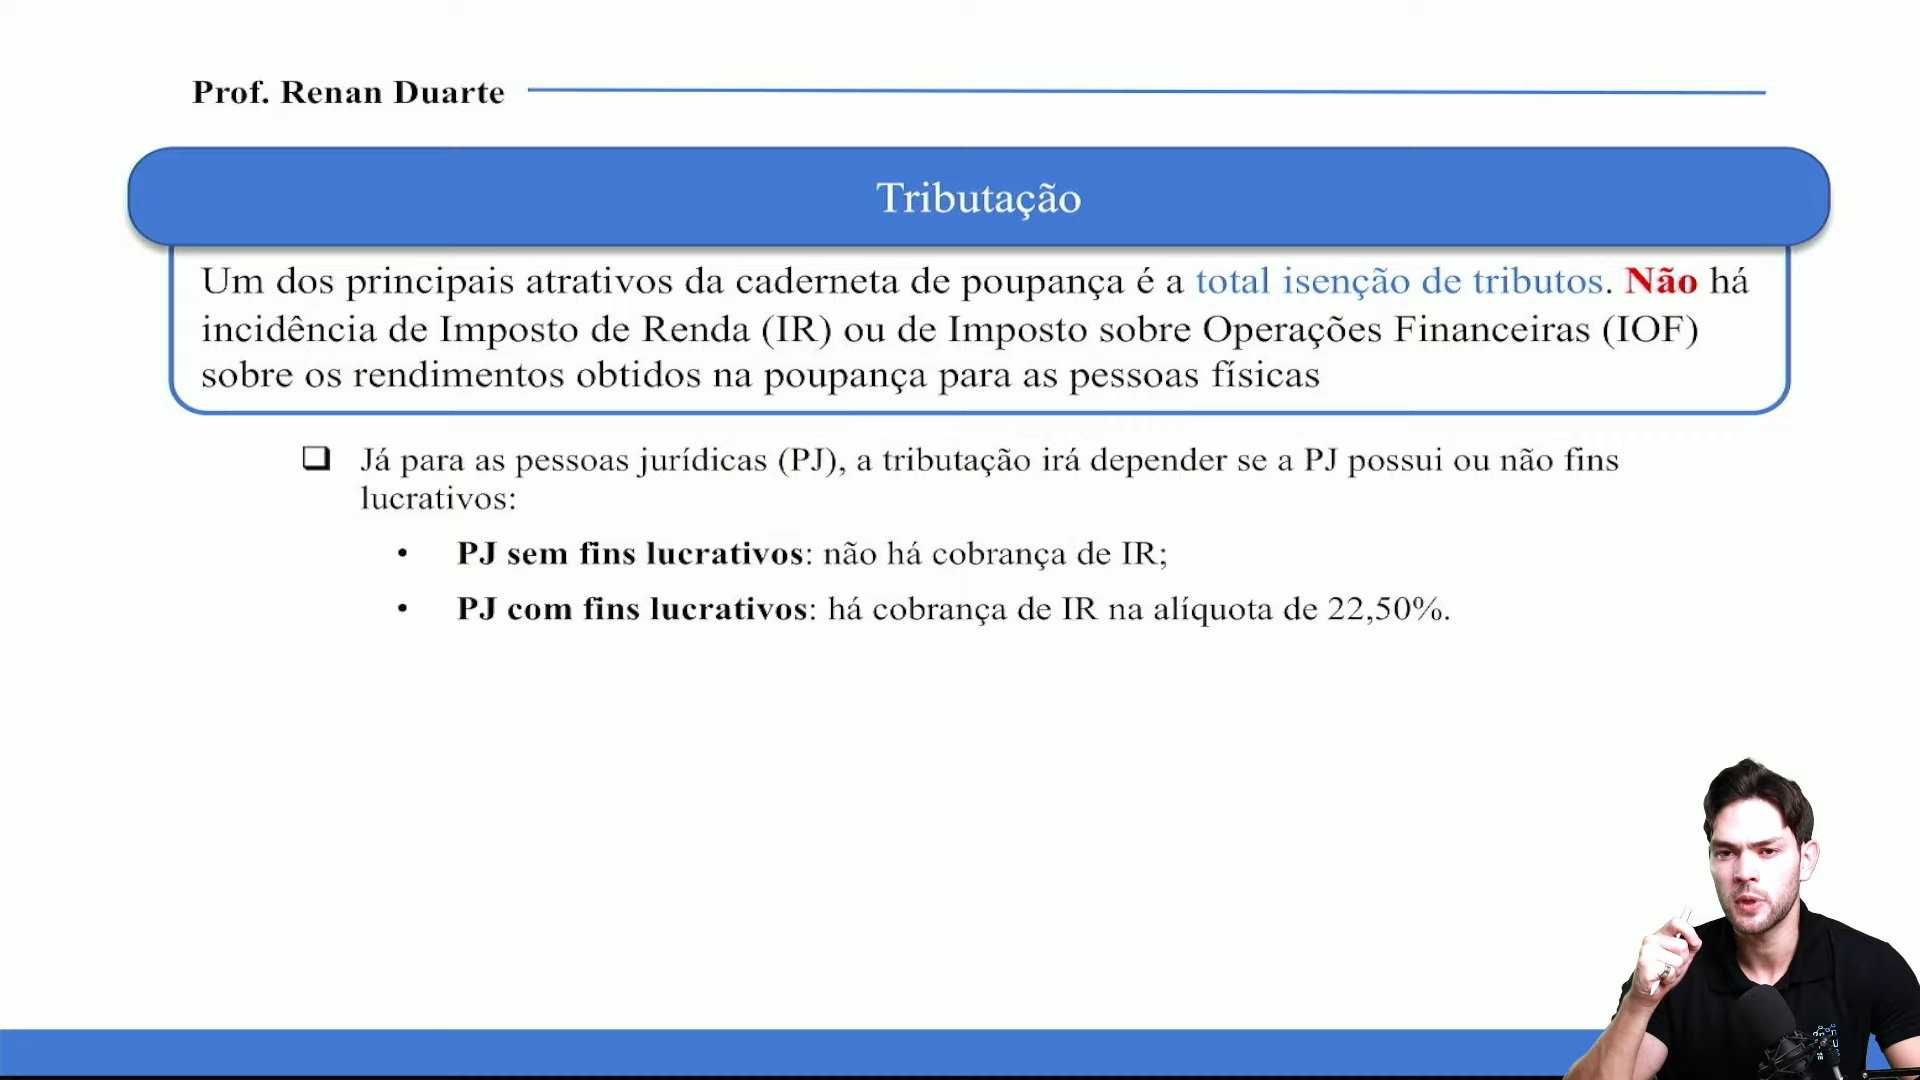 Prof. Renan Duarte
Tributação
Um dos principais atrativos da caderneta de poupança é a total isenção de tributos. Não há
incidência de Imposto de Renda (IR) ou de Imposto sobre Operações Financeiras (IOF)
sobre os rendimentos obtidos na poupança para as pessoas físicas
❑ Já para as pessoas jurídicas (PJ), a tributação irá depender se a PJ possui ou não fins
lucrativos:
• PJ sem fins lucrativos: não há cobrança de IR;
• PJ com fins lucrativos: há cobrança de IR na alíquota de 22,50%.